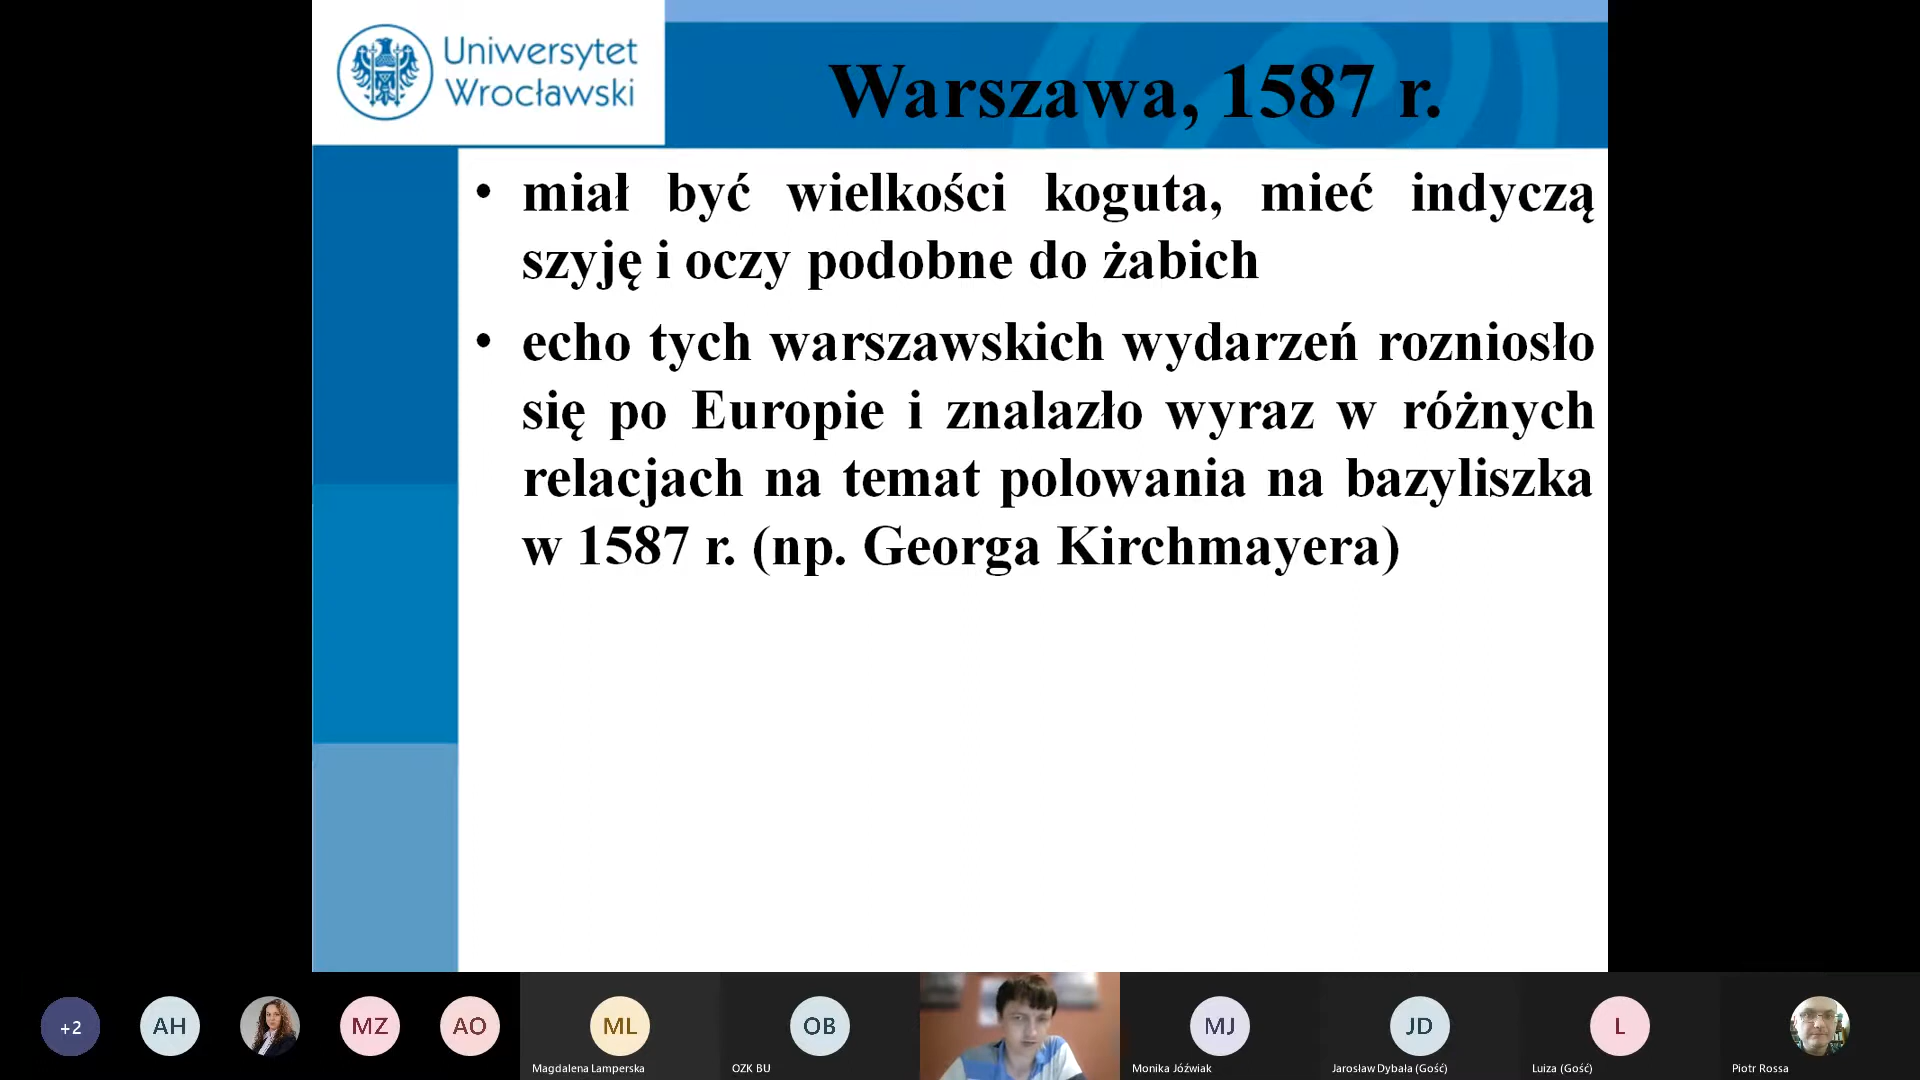 Uniwersytet
Wrocławski
Warszawa, 1587 r.
• miał być wielkości koguta, mieć indyczą
szyję i oczy podobne do żabich
• echo tych warszawskich wydarzeń rozniosło
się po Europie i znalazło wyraz w różnych
relacjach na temat polowania na bazyliszka
w 1587 r. (np. Georga Kirchmayera)
+2
AH
MZ
AO
ML
Magdalena Lamperska
OB
OZK BU
MJ
Monika Jóźwiak
JD
Jarosław Dybała (Gość)
L
Luiza (Gość)
Piotr Rossa